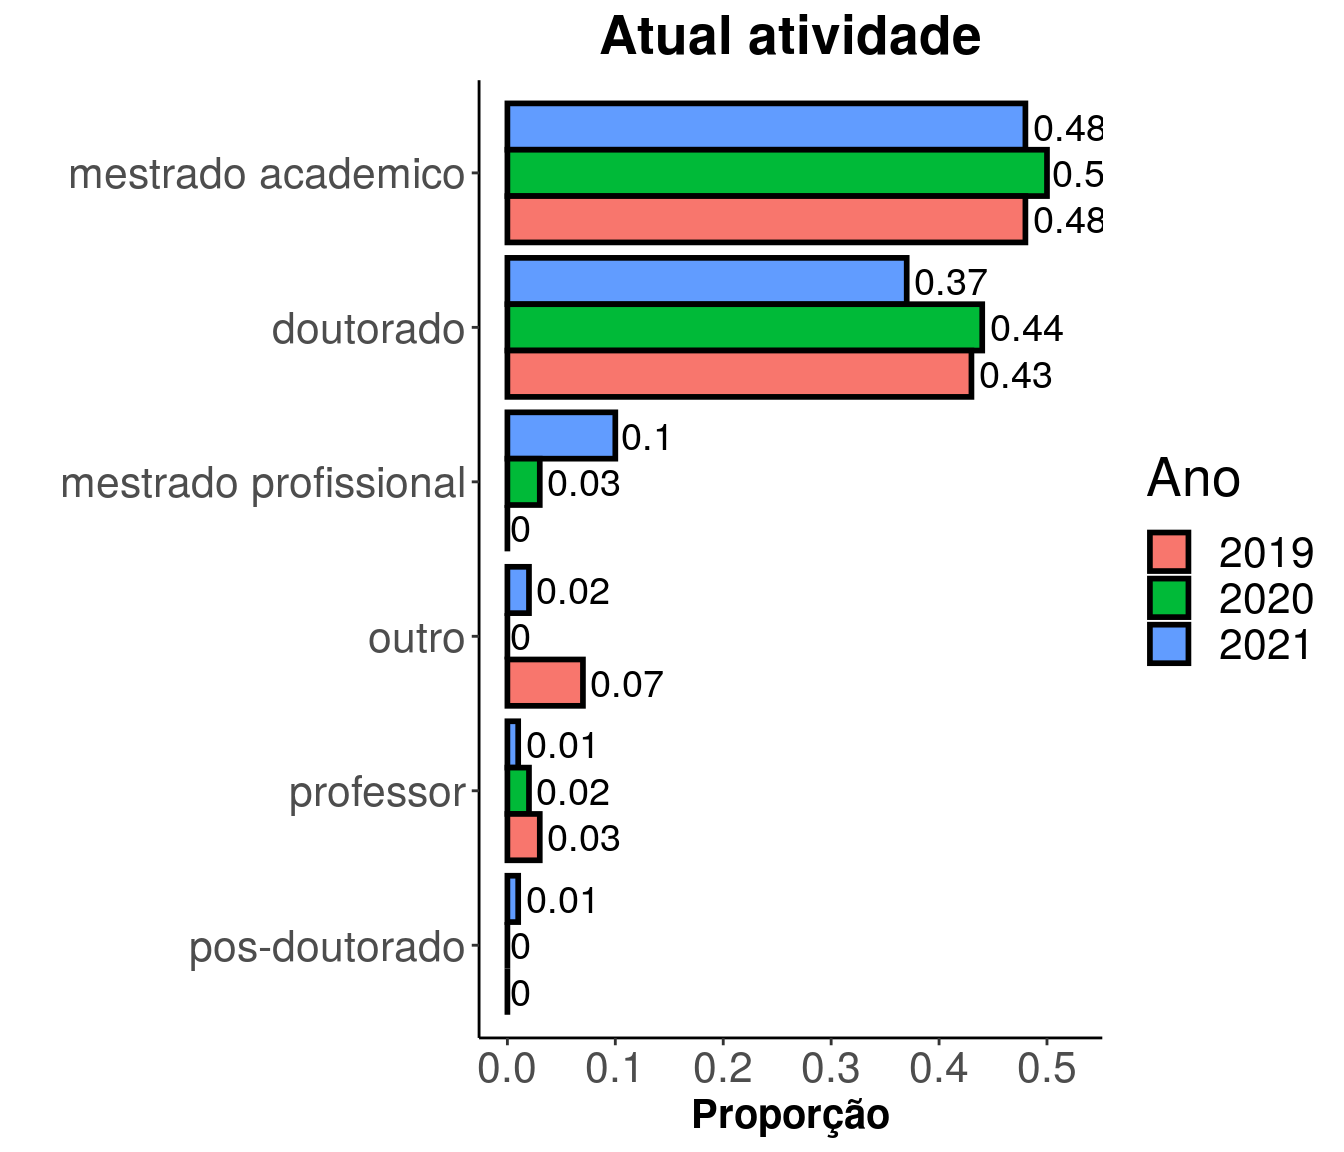 Atual atividade
mestrado academico
0.48
0.5
0.48
doutorado
0.37
0.44
0.43
mestrado profissional
0.1
0.03
0
outro
0.02
0
0.07
professor
0.01
0.02
0.03
pos-doutorado
0.01
0
0
0.0 0.1 0.2 0.3 0.4 0.5
Proporção
Ano
2019
2020
2021